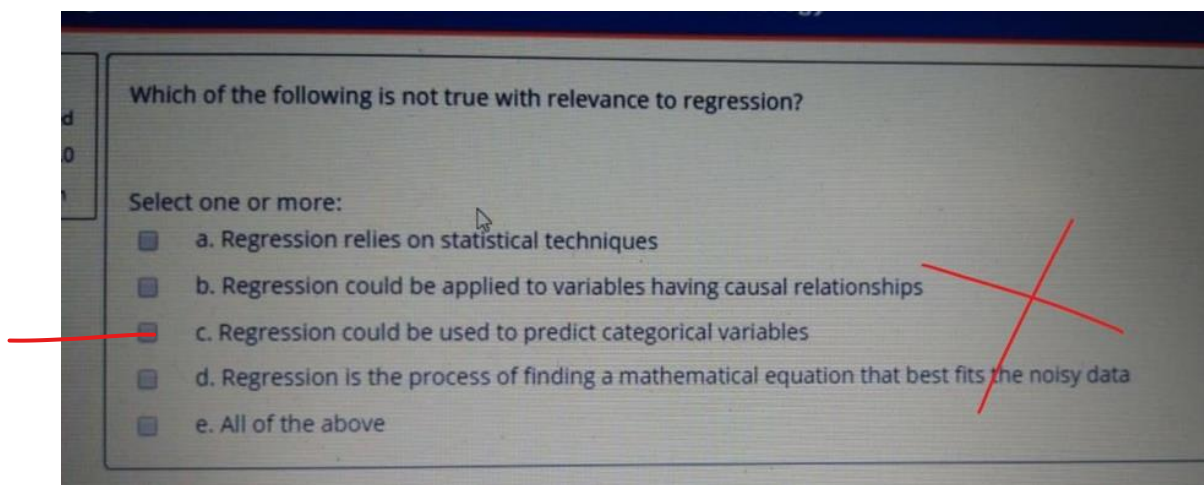 Which of the following is not true with relevance to regression?
d
.0
Select one or more:
a. Regression relies on statistical techniques
b. Regression could be applied to variables having causal relationships
c. Regression could be used to predict categorical variables
d. Regression is the process of finding a mathematical equation that best fits the noisy data
e. All of the above